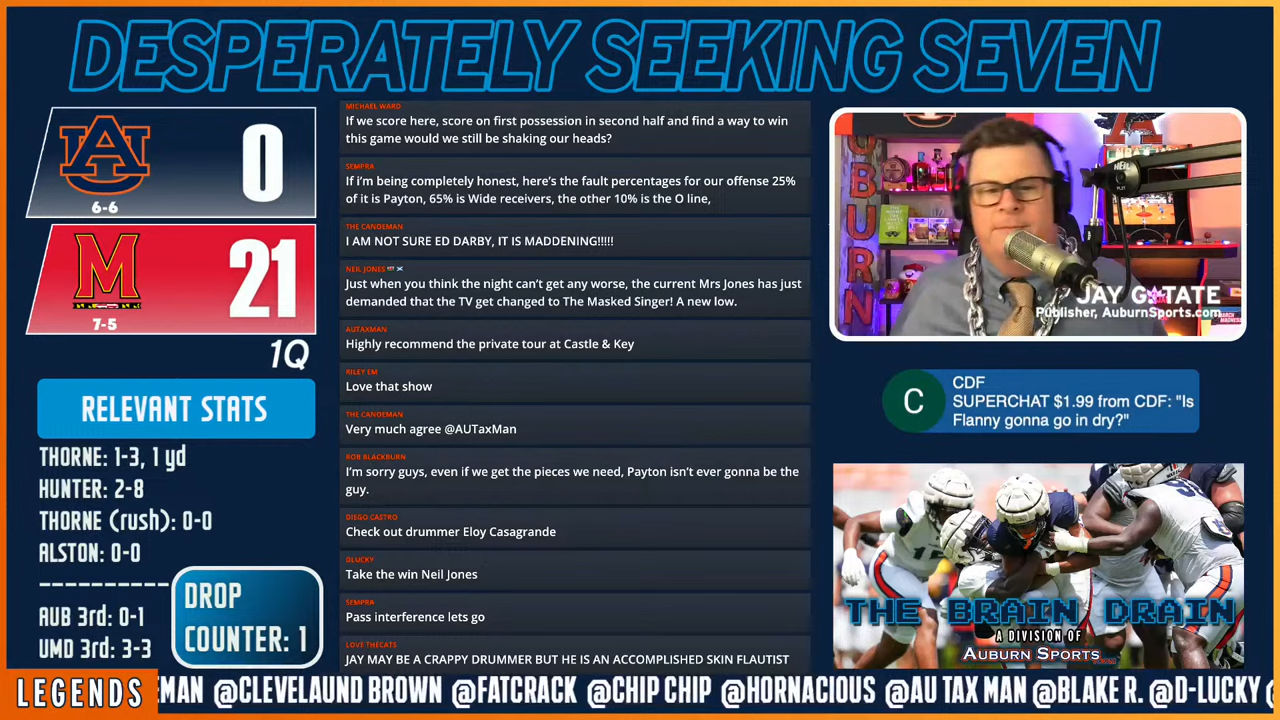 DESPERATELY SEEKING SEVEN
0
6-6
21
7-5
1Q
RELEVANT STATS
THORNE: 1-3, 1 yd
HUNTER: 2-8
THORNE (rush): 0-0
ALSTON: 0-0
----------
AUB 3rd: 0-1
UMD 3rd: 3-3
DROP
COUNTER: 1
MICHAEL WARD
If we score here, score on first possession in second half and find a way to win
this game would we still be shaking our heads?
SEMPRA
If i'm being completely honest, here's the fault percentages for our offense 25%
of it is Payton, 65% is Wide receivers, the other 10% is the O line,
THE CANOEMAN
I AM NOT SURE ED DARBY, IT IS MADDENING!!!!!
NEIL JONES
Just when you think the night can't get any worse, the current Mrs Jones has just
demanded that the TV get changed to The Masked Singer! A new low.
AUTAXMAN
Highly recommend the private tour at Castle & Key
RILEY EM
Love that show
THE CANOEMAN
Very much agree @AUTaxMan
ROB BLACKBURN
I'm sorry guys, even if we get the pieces we need, Payton isn't ever gonna be the
guy.
DIEGO CASTRO
Check out drummer Eloy Casagrande
DLUCKY
Take the win Neil Jones
SEMPRA
Pass interference lets go
LOVE THECATS
JAY MAY BE A CRAPPY DRUMMER BUT HE IS AN ACCOMPLISHED SKIN FLAUTIST
BURN
HEIL
JAY G TATE
Publisher, AuburnSports.com
C
CDF
SUPERCHAT $1.99 from CDF: "Is
Flanny gonna go in dry?"
THE BRAIN DRAIN
A DIVISION OF
AUBURN SPORTS.COM
LEGENDS
EMAN @CLEVELAUND BROWN @FATCRACK @CHIP CHIP @HORNACIOUS @AU TAX MAN @BLAKE R. @D-LUCKY @